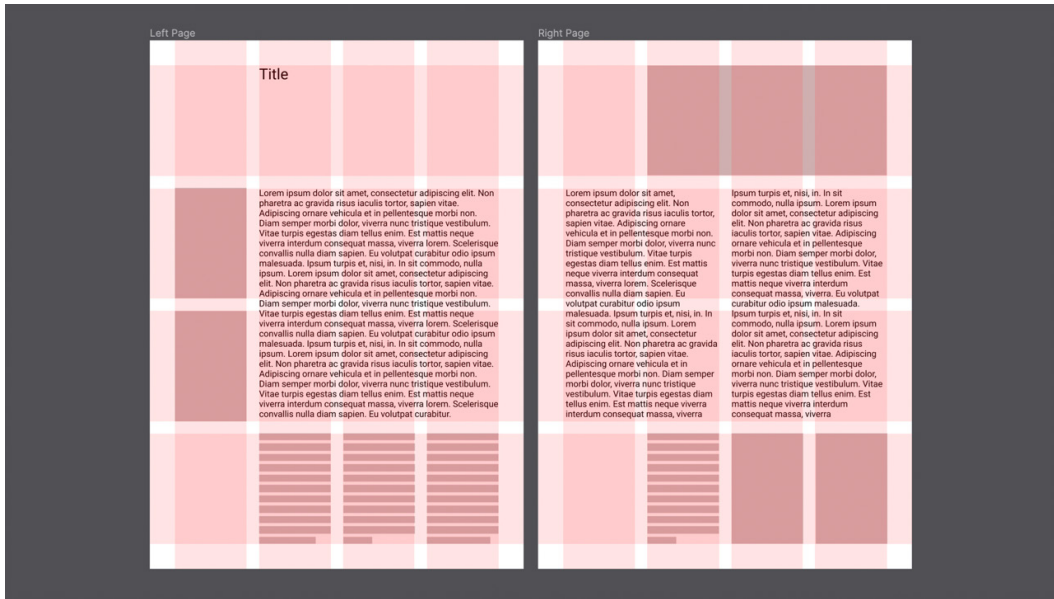 Left Page
Title
Lorem ipsum dolor sit amet, consectetur adipiscing elit. Non
pharetra ac gravida risus iaculis tortor, sapien vitae.
Adipiscing ornare vehicula et in pellentesque morbi non.
Diam semper morbi dolor, viverra nunc tristique vestibulum.
Vitae turpis egestas diam tellus enim. Est mattis neque
viverra interdum consequat massa, viverra lorem. Scelerisque
convallis nulla diam sapien. Eu volutpat curabitur odio ipsum
malesuada. Ipsum turpis et, nisi, in. In sit commodo, nulla
ipsum. Lorem ipsum dolor sit amet, consectetur adipiscing
elit. Non pharetra ac gravida risus iaculis tortor, sapien vitae.
Adipiscing ornare vehicula et in pellentesque morbi non.
Diam semper morbi dolor, viverra nunc tristique vestibulum.
Vitae turpis egestas diam tellus enim. Est mattis neque
viverra interdum consequat massa, viverra lorem. Scelerisque
convallis nulla diam sapien. Eu volutpat curabitur odio ipsum
malesuada. Ipsum turpis et, nisi, in. In sit commodo, nulla
ipsum. Lorem ipsum dolor sit amet, consectetur adipiscing
elit. Non pharetra ac gravida risus iaculis tortor, sapien vitae.
Adipiscing ornare vehicula et in pellentesque morbi non.
Diam semper morbi dolor, viverra nunc tristique vestibulum.
Vitae turpis egestas diam tellus enim. Est mattis neque
viverra interdum consequat massa, viverra lorem. Scelerisque
convallis nulla diam sapien. Eu volutpat curabitur.
Right Page
Lorem ipsum dolor sit amet,
consectetur adipiscing elit. Non
pharetra ac gravida risus iaculis tortor,
sapien vitae. Adipiscing ornare
vehicula et in pellentesque morbi non.
Diam semper morbi dolor, viverra nunc
tristique vestibulum. Vitae turpis
egestas diam tellus enim. Est mattis
neque viverra interdum consequat
massa, viverra lorem. Scelerisque
convallis nulla diam sapien. Eu
volutpat curabitur odio ipsum
malesuada. Ipsum turpis et, nisi, in. In
sit commodo, nulla ipsum. Lorem
ipsum dolor sit amet, consectetur
adipiscing elit. Non pharetra ac gravida
risus iaculis tortor, sapien vitae.
Adipiscing ornare vehicula et in
pellentesque morbi non. Diam semper
morbi dolor, viverra nunc tristique
vestibulum. Vitae turpis egestas diam
tellus enim. Est mattis neque viverra
interdum consequat massa, viverra
Ipsum turpis et, nisi, in. In sit
commodo, nulla ipsum. Lorem ipsum
dolor sit amet, consectetur adipiscing
elit. Non pharetra ac gravida risus
iaculis tortor, sapien vitae. Adipiscing
ornare vehicula et in pellentesque
morbi non. Diam semper morbi dolor,
viverra nunc tristique vestibulum. Vitae
turpis egestas diam tellus enim. Est
mattis neque viverra interdum
consequat massa, viverra. Eu volutpat
curabitur odio ipsum malesuada.
Ipsum turpis et, nisi, in. In sit
commodo, nulla ipsum. Lorem ipsum
dolor sit amet, consectetur adipiscing
elit. Non pharetra ac gravida risus
iaculis tortor, sapien vitae. Adipiscing
ornare vehicula et in pellentesque
morbi non. Diam semper morbi dolor,
viverra nunc tristique vestibulum. Vitae
turpis egestas diam tellus enim. Est
mattis neque viverra interdum
consequat massa, viverra